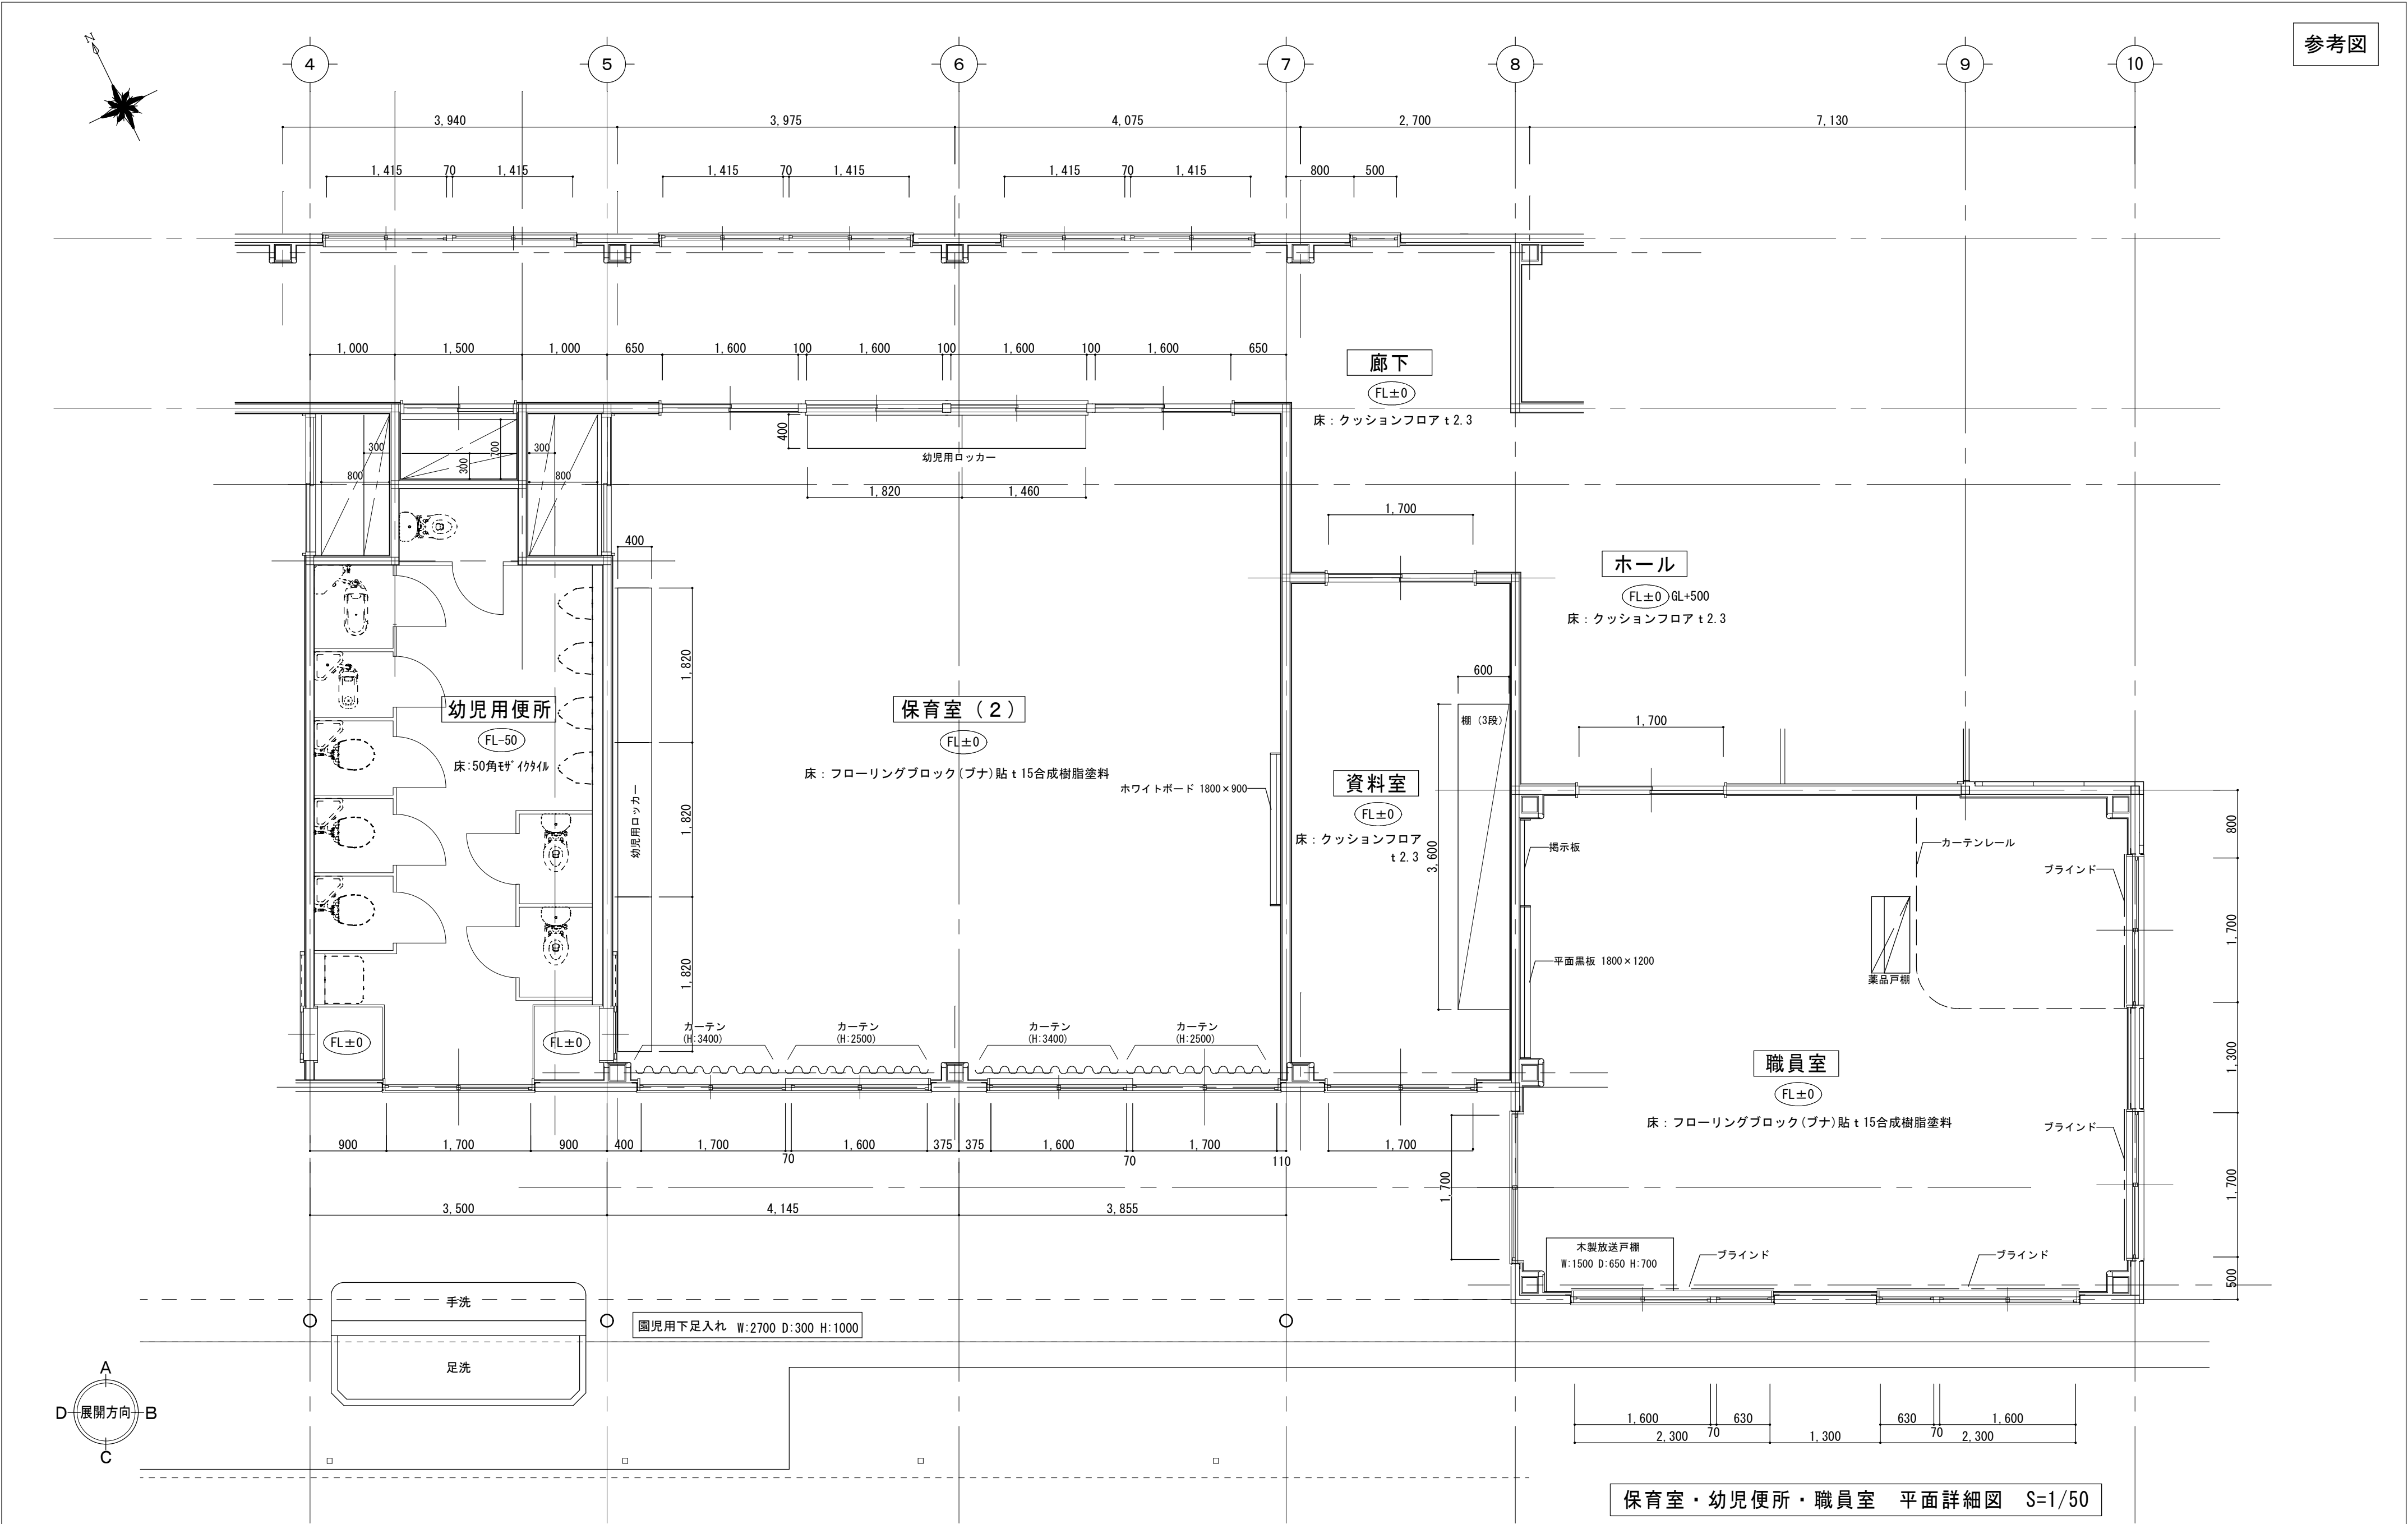 参考図
N
4 5 6 7 8 9 10
3,940 3,975 4,075 2,700 7,130
1,415 70 1,415 1,415 70 1,415 1,415 70 1,415 800 500
1,000 1,500 1,000 650 1,600 100 1,600 100 1,600 100 1,600 650
廊下
FL±0
床：クッションフロア t2.3
400
幼児用ロッカー
1,820 1,460
300 800
300 700
300 800
400
1,700
ホール
FL±0 GL+500
床：クッションフロア t2.3
幼児用便所
FL-50
床:50角ﾓｻﾞｲｸﾀｲﾙ
1,820
1,820
1,820
幼児用ロッカー
保育室（２）
FL±0
床：フローリングブロック(ブナ)貼 t 15合成樹脂塗料
ホワイトボード 1800×900
資料室
FL±0
床：クッションフロア
t2.3
600
棚（3段）
3,600
1,700
掲示板
平面黒板 1800×1200
カーテンレール
ブラインド
薬品戸棚
職員室
FL±0
床：フローリングブロック(ブナ)貼 t 15合成樹脂塗料
ブラインド
800
1,700
1,300
1,700
500
FL±0
FL±0
カーテン
(H:3400)
カーテン
(H:2500)
カーテン
(H:3400)
カーテン
(H:2500)
900 1,700 900 400 1,700 70 1,600 375 375 1,600 70 1,700 110 1,700
1,700
3,500 4,145 3,855
木製放送戸棚
W:1500 D:650 H:700
ブラインド
ブラインド
手洗
足洗
園児用下足入れ W:2700 D:300 H:1000
A
D 展開方向 B
C
1,600 70 630 630 70 1,600
2,300 1,300 2,300
保育室・幼児便所・職員室 平面詳細図 S=1/50